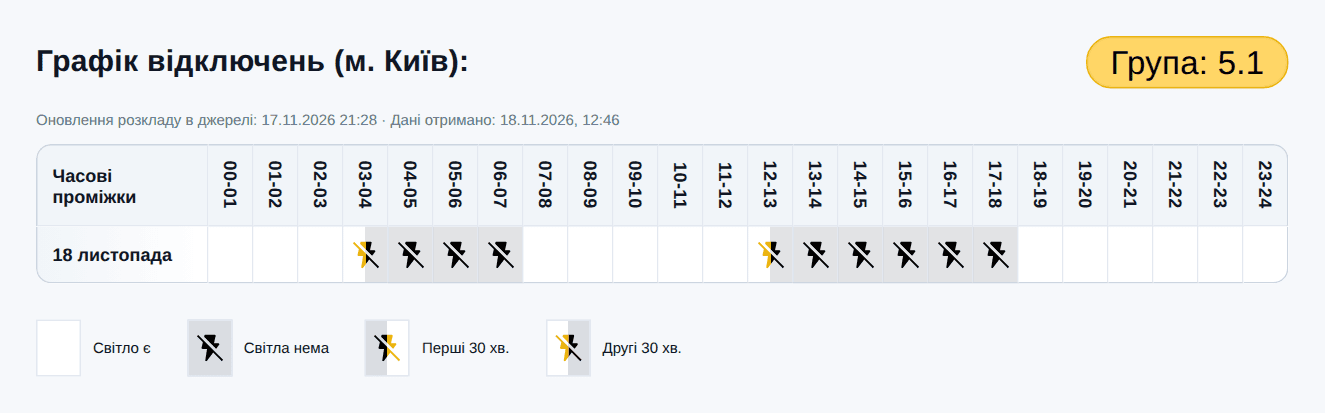 Графік відключень (м. Київ):
Група: 5.1
Оновлення розкладу в джерелі: 17.11.2026 21:28 · Дані отримано: 18.11.2026, 12:46
Часові
проміжки
00-01
01-02
02-03
03-04
04-05
05-06
06-07
07-08
08-09
09-10
10-11
11-12
12-13
13-14
14-15
15-16
16-17
17-18
18-19
19-20
20-21
21-22
22-23
23-24
18 листопада
Світло є
Світла нема
Перші 30 хв.
Другі 30 хв.